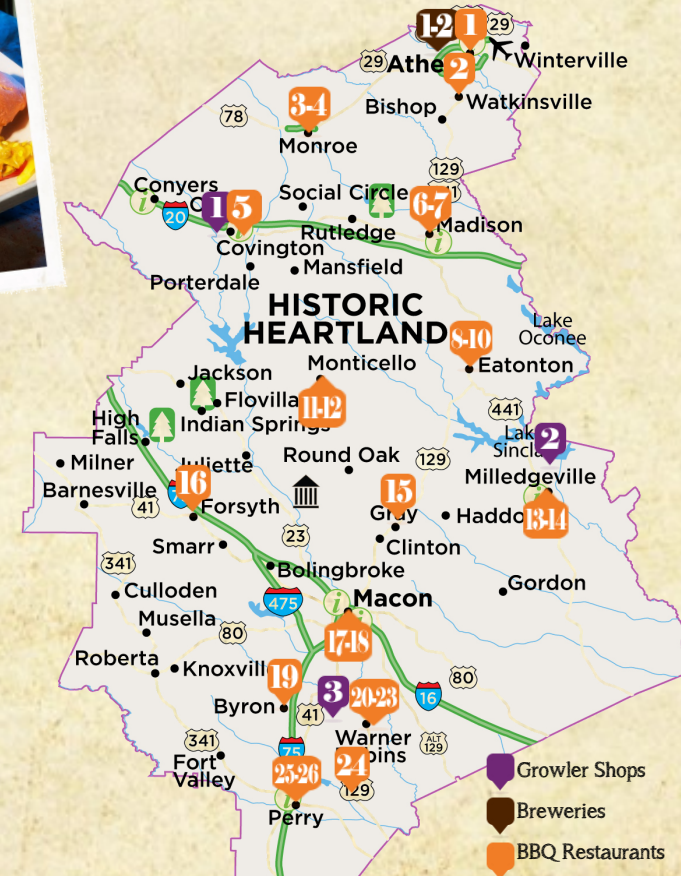 1-2
1
29
29
Athe
2
Winterville
Watkinsville
Bishop
78
3-4
Monroe
129
Conyers
20
1
5
Social Circle
6-7
Madison
Rutledge
Covington
Porterdale
Mansfield
HISTORIC
HEARTLAND
Lake
Oconee
8-10
Eatonton
Monticello
11-12
Jackson
Flovilla
Indian Springs
High
Falls
441
2
Lake
Sincla
Milner
Juliette
Round Oak
129
Milledgeville
Barnesville
41
16
Forsyth
15
Gray
Haddo
13-14
Smarr
23
Clinton
341
Bolingbroke
Culloden
475
Macon
Gordon
Musella
80
17-18
Roberta
Knoxvill
19
3
20-23
80
16
Byron
41
Warner
bins
ALT
129
341
Fort
Valley
75
25-26
24
129
Perry
Growler Shops
Breweries
BBQ Restaurants